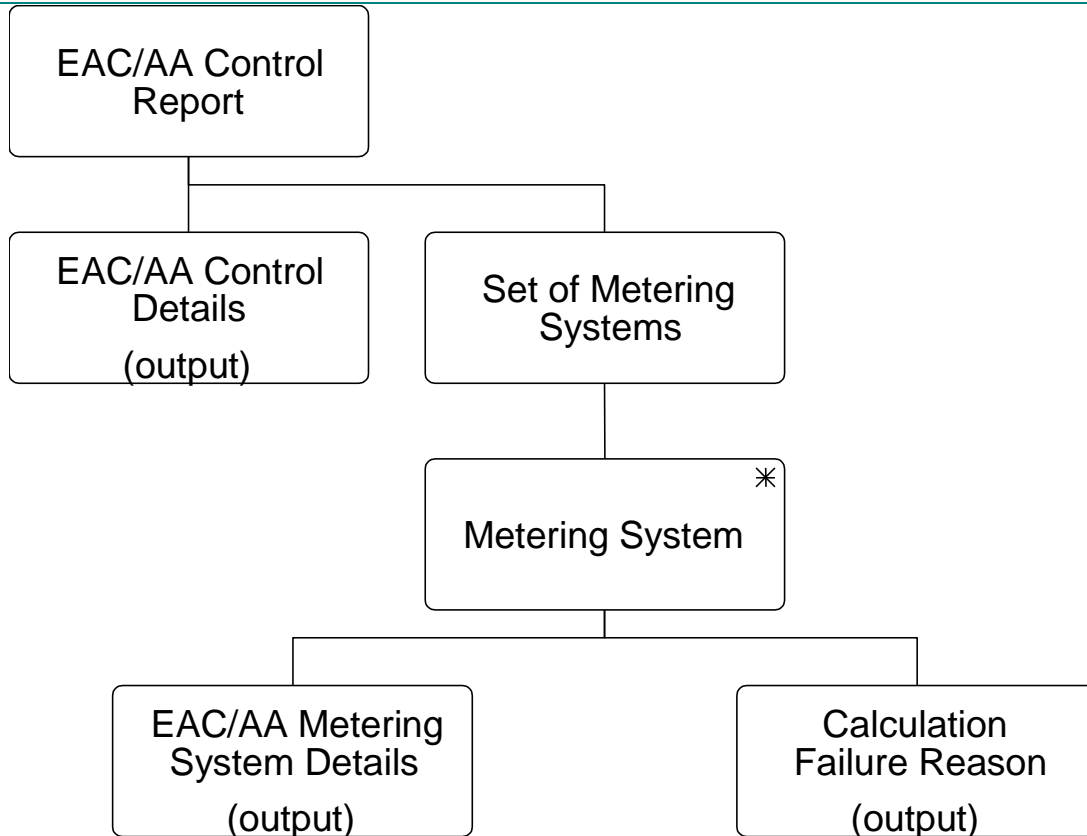 EAC/AA Control
Report
EAC/AA Control
Details
(output)
Set of Metering
Systems
Metering System
EAC/AA Metering
System Details
(output)
Calculation
Failure Reason
(output)